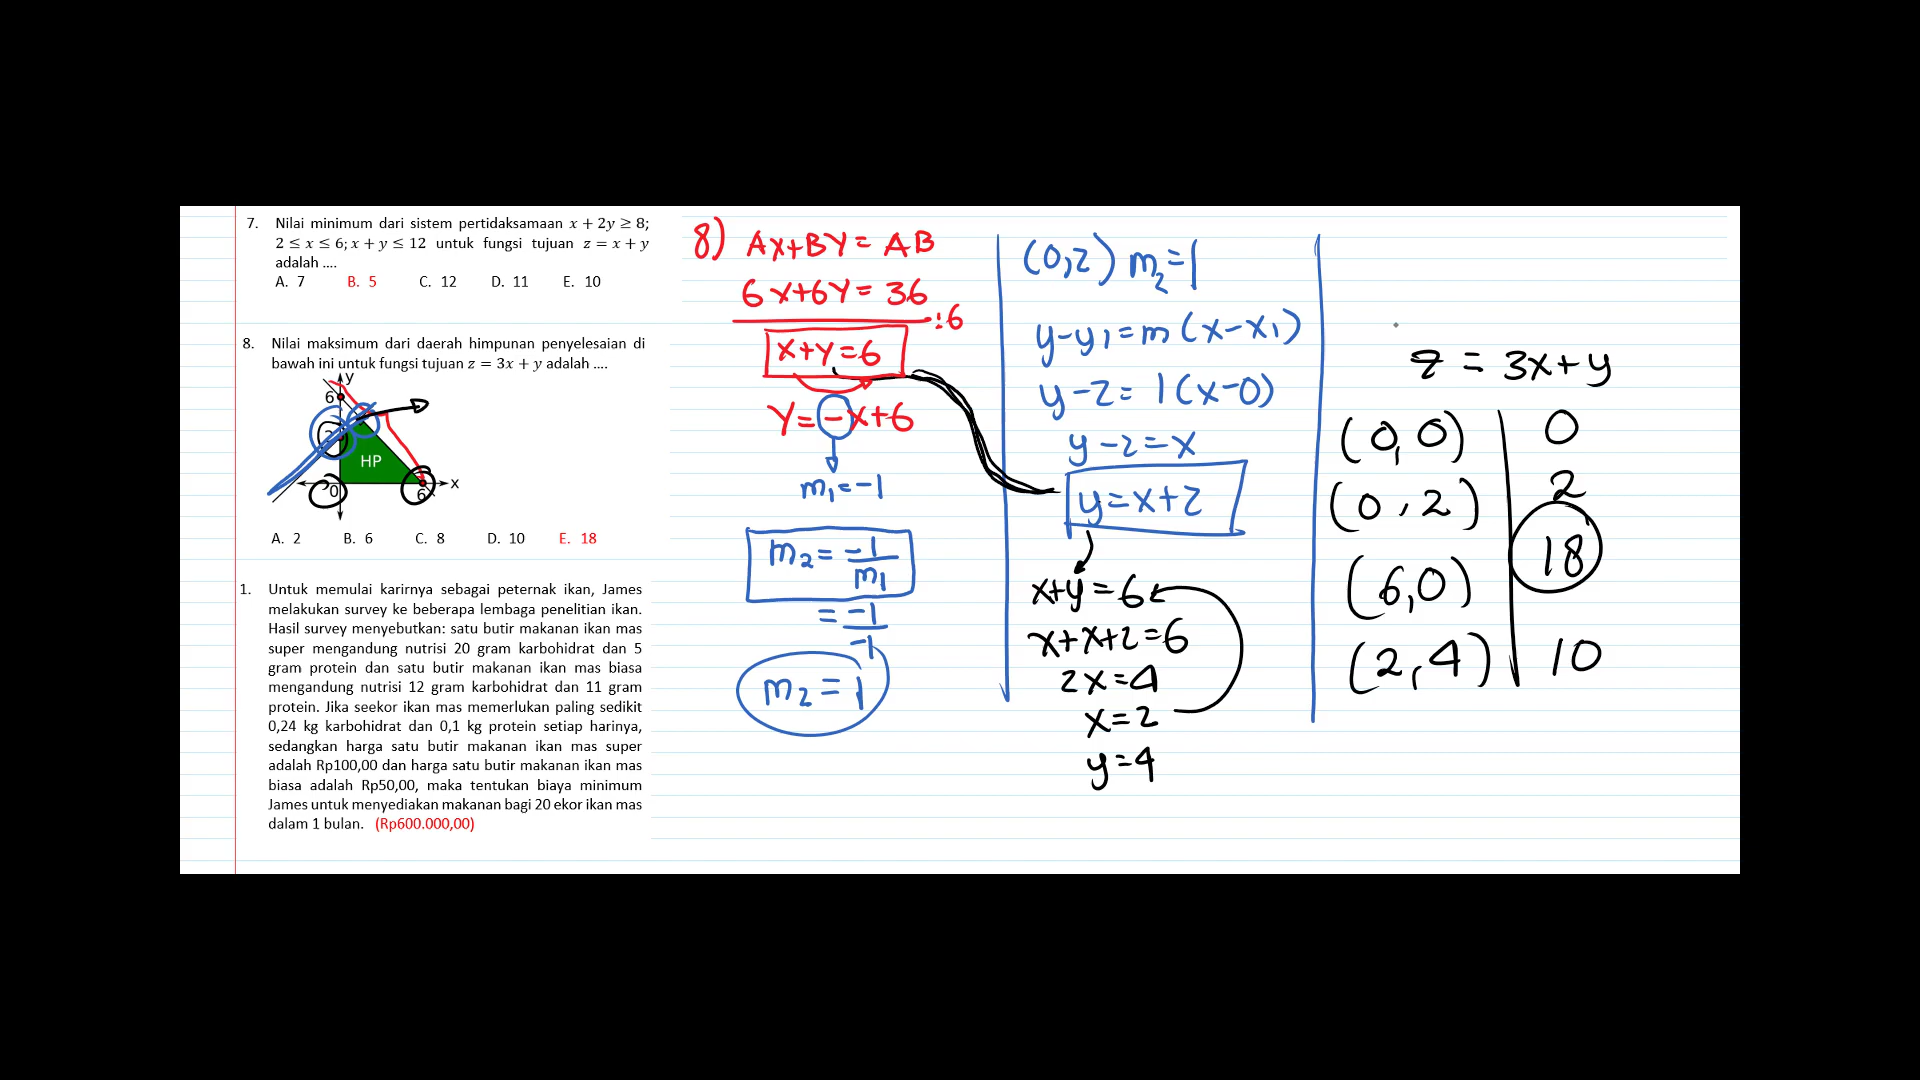 7. Nilai minimum dari sistem pertidaksamaan x + 2y ≥ 8;
2 ≤ x ≤ 6; x + y ≤ 12 untuk fungsi tujuan z = x + y
adalah ....
A. 7 B. 5 C. 12 D. 11 E. 10
8. Nilai maksimum dari daerah himpunan penyelesaian di
bawah ini untuk fungsi tujuan z = 3x + y adalah ....
y
6
HP
0
6
x
A. 2 B. 6 C. 8 D. 10 E. 18
1. Untuk memulai karirnya sebagai peternak ikan, James
melakukan survey ke beberapa lembaga penelitian ikan.
Hasil survey menyebutkan: satu butir makanan ikan mas
super mengandung nutrisi 20 gram karbohidrat dan 5
gram protein dan satu butir makanan ikan mas biasa
mengandung nutrisi 12 gram karbohidrat dan 11 gram
protein. Jika seekor ikan mas memerlukan paling sedikit
0,24 kg karbohidrat dan 0,1 kg protein setiap harinya,
sedangkan harga satu butir makanan ikan mas super
adalah Rp100,00 dan harga satu butir makanan ikan mas
biasa adalah Rp50,00, maka tentukan biaya minimum
James untuk menyediakan makanan bagi 20 ekor ikan mas
dalam 1 bulan. (Rp600.000,00)
8) Ax+By = AB
6x+6y = 36
:6
x+y=6
y=-x+6
m₁=-1
m₂ = -1/m₁
= -1/-1
m₂ = 1
(0,2) m₂=1
y-y₁=m(x-x₁)
y-2=1(x-0)
y-2=x
y=x+2
x+y=6
x+x+2=6
2x=4
x=2
y=4
z = 3x+y
(0,0) 0
(0,2) 2
(6,0) 18
(2,4) 10